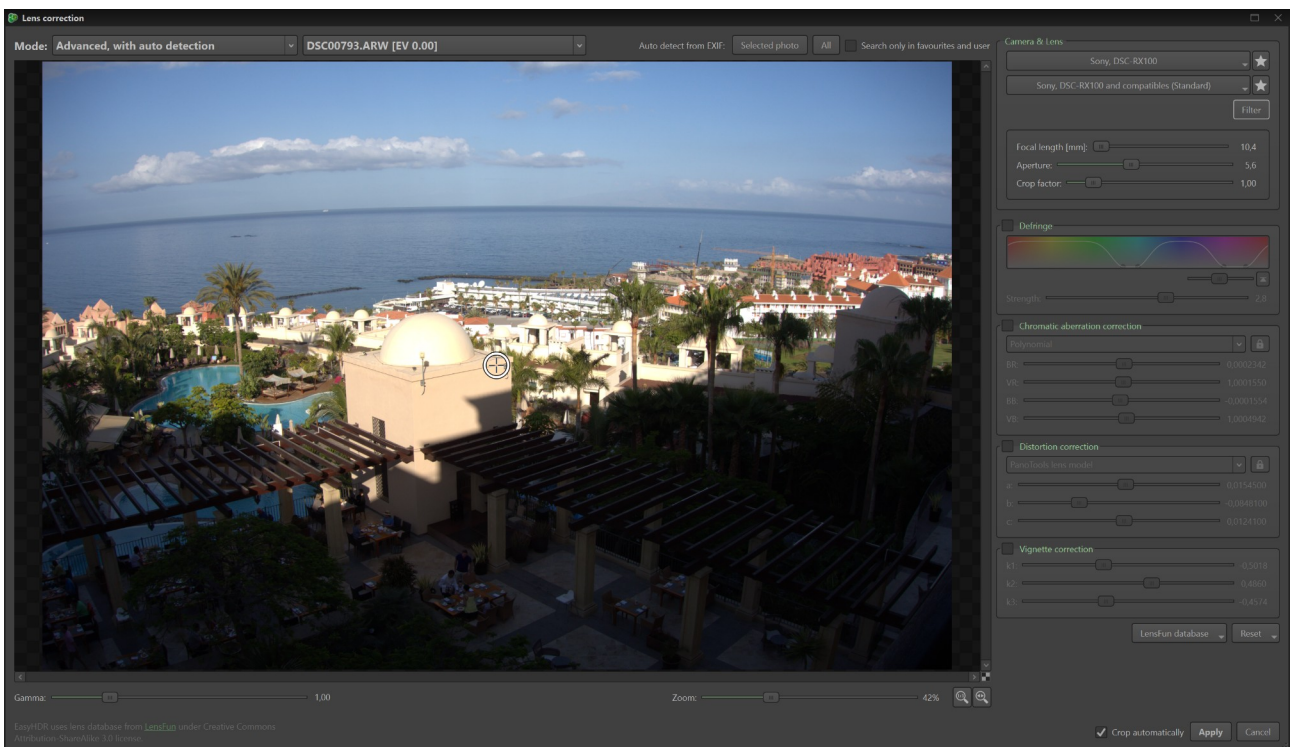 Lens correction
Mode: Advanced, with auto detection DSC00793.ARW [EV 0.00] Auto detect from EXIF: Selected photo All Search only in favourites and user
Camera & Lens
Sony, DSC-RX100
Sony, DSC-RX100 and compatibles (Standard)
Filter
Focal length [mm]: 10,4
Aperture: 5,6
Crop factor: 1,00
Defringe
Strength: 2,8
Chromatic aberration correction
Polynomial
BR: 0,0002342
VR: 1,0001550
BB: -0,0001554
VB: 1,0004942
Distortion correction
PanoTools lens model
a: 0,0154500
b: -0,0848100
c: 0,0124100
Vignette correction
k1: -0,5018
k2: 0,4860
k3: -0,4574
LensFun database Reset
Gamma: 1,00 Zoom: 42%
EasyHDR uses lens database from LensFun under Creative Commons
Attribution-ShareAlike 3.0 license.
Crop automatically Apply Cancel